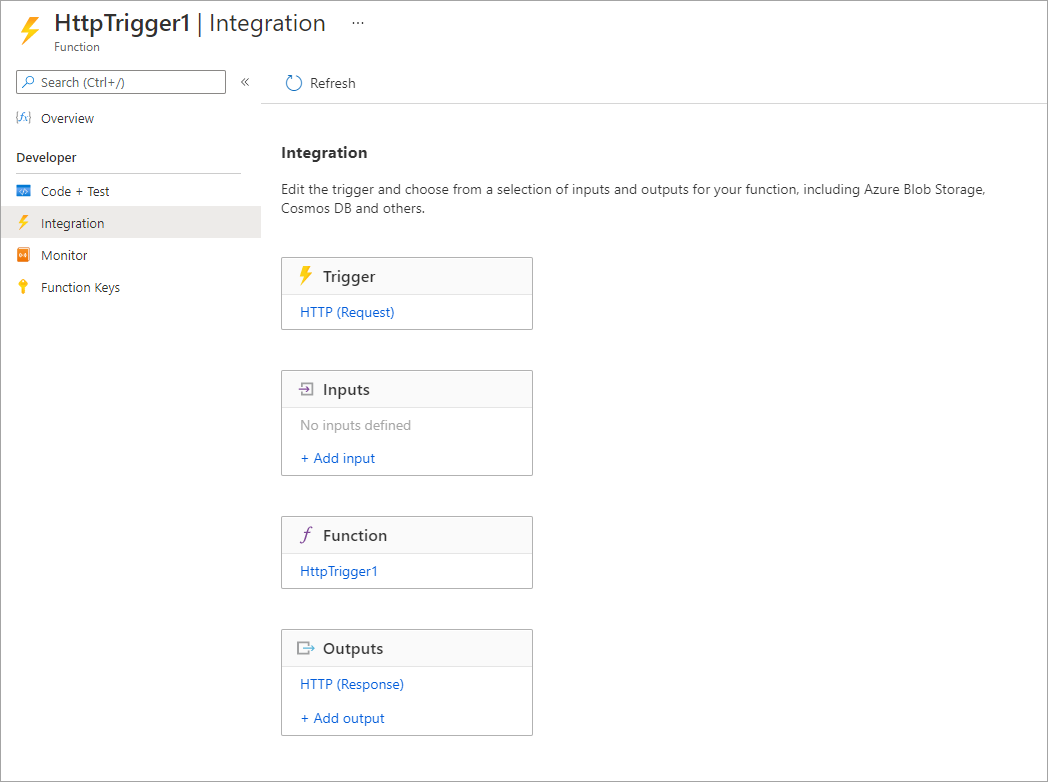 HttpTrigger1 | Integration ...
Function
Search (Ctrl+/) «
Refresh
Overview
Developer
Code + Test
Integration
Monitor
Function Keys
Integration
Edit the trigger and choose from a selection of inputs and outputs for your function, including Azure Blob Storage,
Cosmos DB and others.
Trigger
HTTP (Request)
Inputs
No inputs defined
+ Add input
Function
HttpTrigger1
Outputs
HTTP (Response)
+ Add output